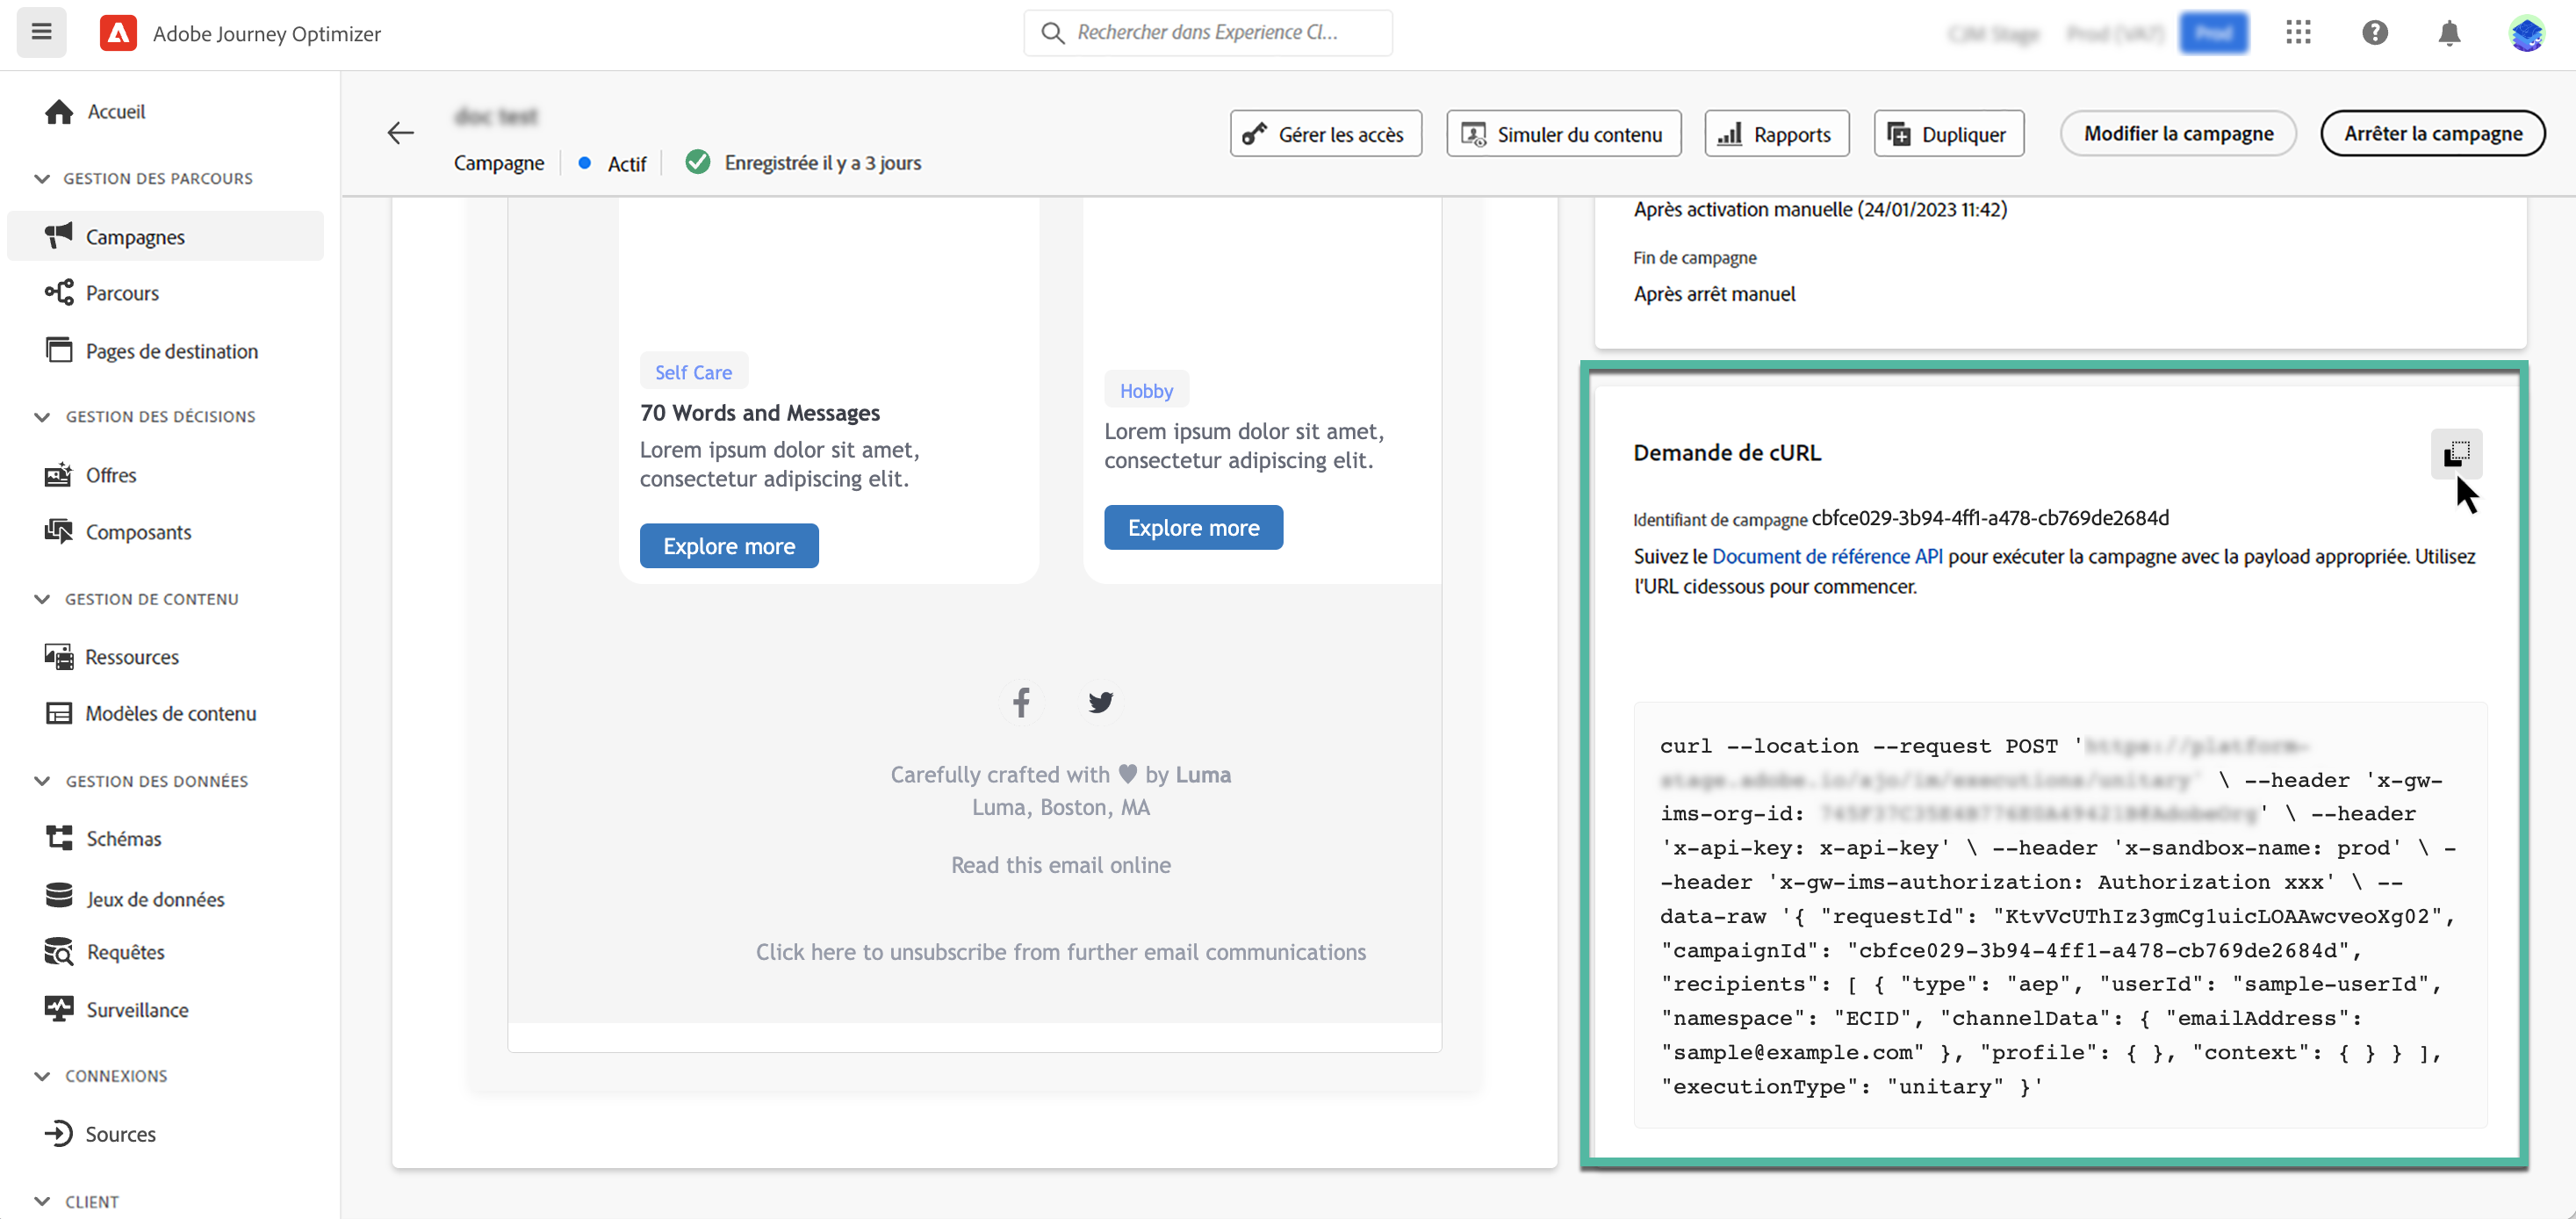 Adobe Journey Optimizer
Rechercher dans Experience Cl...
Prod
Accueil
GESTION DES PARCOURS
Campagnes
Parcours
Pages de destination
GESTION DES DÉCISIONS
Offres
Composants
GESTION DE CONTENU
Ressources
Modèles de contenu
GESTION DES DONNÉES
Schémas
Jeux de données
Requêtes
Surveillance
CONNEXIONS
Sources
CLIENT
doc test
Campagne
Actif
Enregistrée il y a 3 jours
Gérer les accès
Simuler du contenu
Rapports
Dupliquer
Modifier la campagne
Arrêter la campagne
Self Care
70 Words and Messages
Lorem ipsum dolor sit amet,
consectetur adipiscing elit.
Explore more
Hobby
Lorem ipsum dolor sit amet,
consectetur adipiscing elit.
Explore more
Carefully crafted with ♥ by Luma
Luma, Boston, MA
Read this email online
Click here to unsubscribe from further email communications
Après activation manuelle (24/01/2023 11:42)
Fin de campagne
Après arrêt manuel
Demande de cURL
Identifiant de campagne cbfce029-3b94-4ff1-a478-cb769de2684d
Suivez le Document de référence API pour exécuter la campagne avec la payload appropriée. Utilisez
l'URL cidessous pour commencer.
curl --location --request POST '
\ --header 'x-gw-
ims-org-id: ' \ --header
'x-api-key: x-api-key' \ --header 'x-sandbox-name: prod' \ -
-header 'x-gw-ims-authorization: Authorization xxx' \ --
data-raw '{ "requestId": "KtvVcUThIz3gmCg1uicLOAAwcveoXg02",
"campaignId": "cbfce029-3b94-4ff1-a478-cb769de2684d",
"recipients": [ { "type": "aep", "userId": "sample-userId",
"namespace": "ECID", "channelData": { "emailAddress":
"sample@example.com" }, "profile": { }, "context": { } } ],
"executionType": "unitary" }'